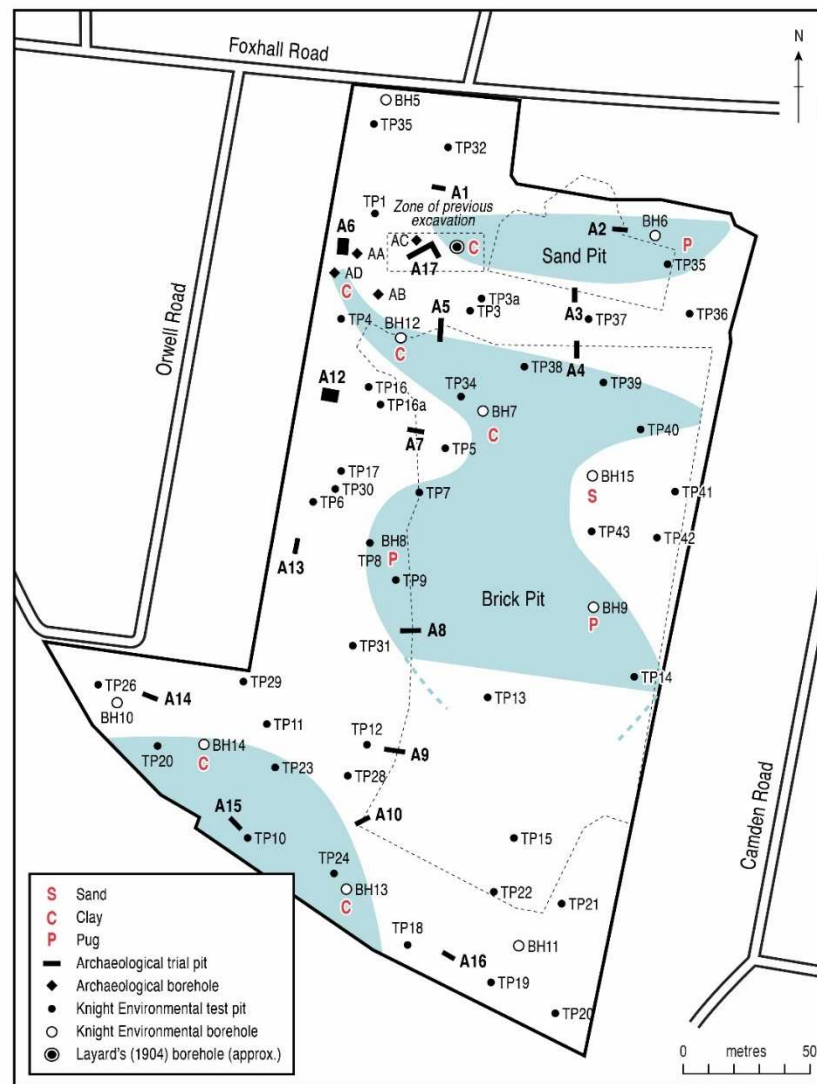 Foxhall Road
N
BH5
TP35
TP32
A1
TP1
Zone of previous
excavation
A6
AC
A2
BH6
P
AA
A17
C
Sand Pit
TP35
AD
C
AB
TP3a
TP3
A5
A3
TP37
TP36
TP4
BH12
C
A4
Orwell Road
TP38
TP39
A12
TP16
TP16a
TP34
BH7
C
A7
TP5
TP40
TP17
TP30
TP6
TP7
BH15
S
TP41
TP43
TP42
A13
BH8
TP8
P
TP9
Brick Pit
BH9
P
A8
TP31
TP14
TP26
BH10
A14
TP29
TP13
TP11
TP12
A9
TP20
BH14
C
TP23
TP28
Camden Road
A15
TP10
A10
TP15
TP24
BH13
C
TP22
TP21
TP18
A16
BH11
TP19
TP20
S Sand
C Clay
P Pug
Archaeological trial pit
Archaeological borehole
Knight Environmental test pit
Knight Environmental borehole
Layard's (1904) borehole (approx.)
0 metres 50